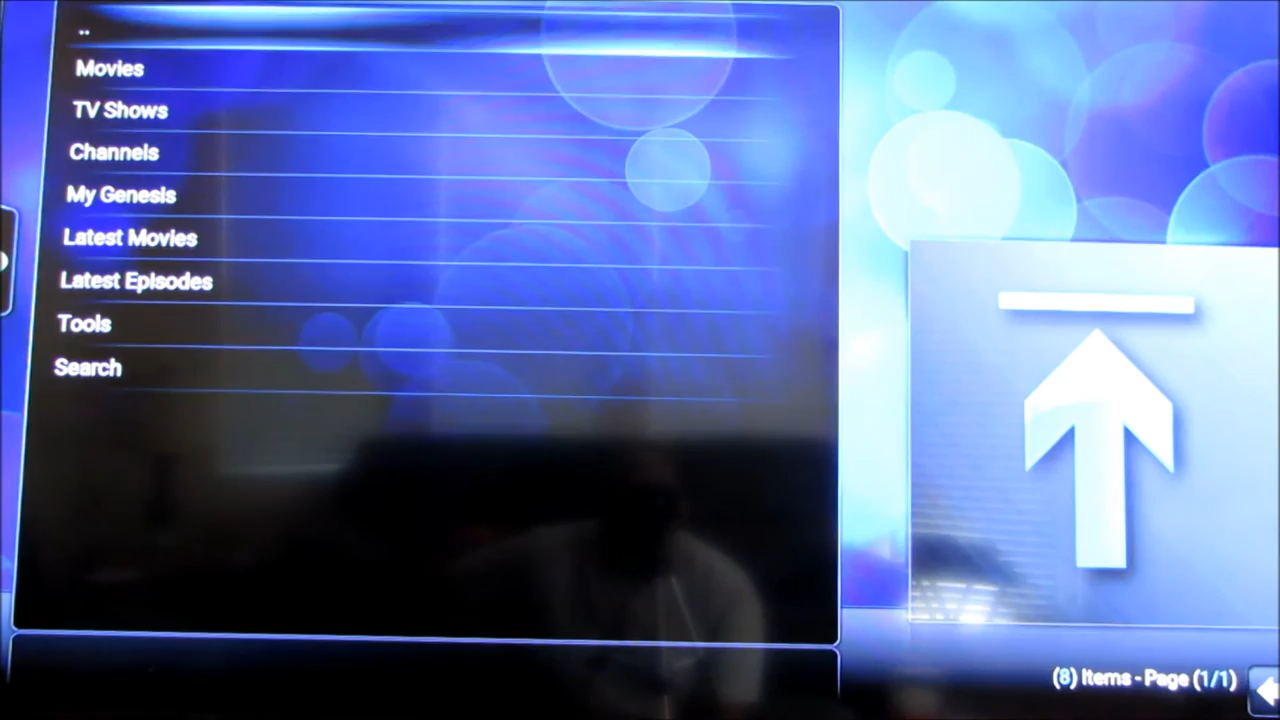 ..
Movies
TV Shows
Channels
My Genesis
Latest Movies
Latest Episodes
Tools
Search
(8) Items - Page (1/1)